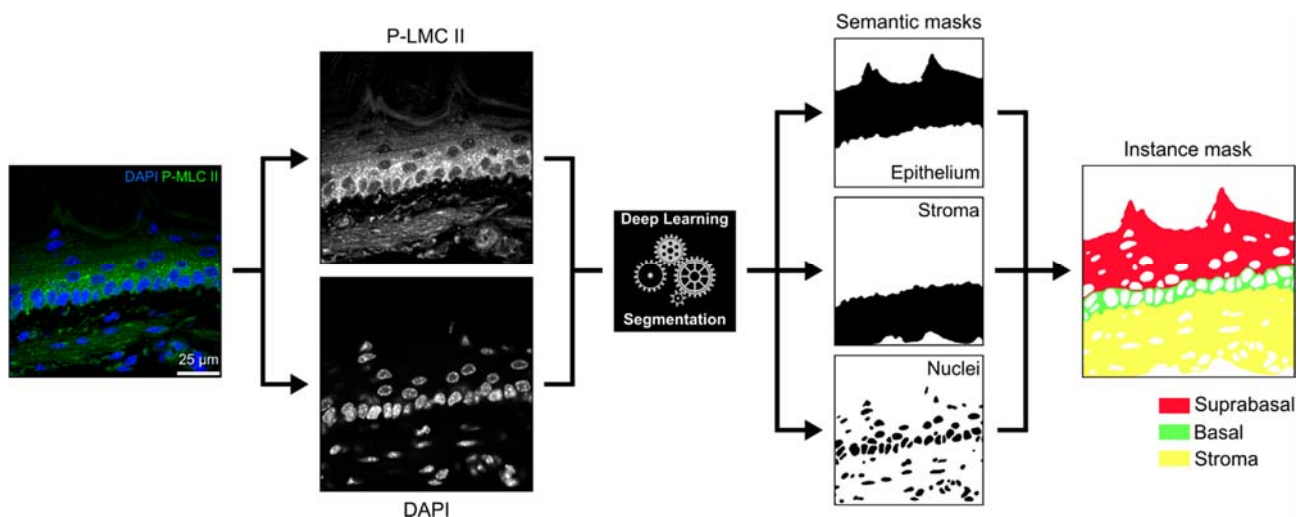 P-LMC II
DAPI P-MLC II
25 µm
DAPI
Deep Learning
Segmentation
Semantic masks
Epithelium
Stroma
Nuclei
Instance mask
Suprabasal
Basal
Stroma